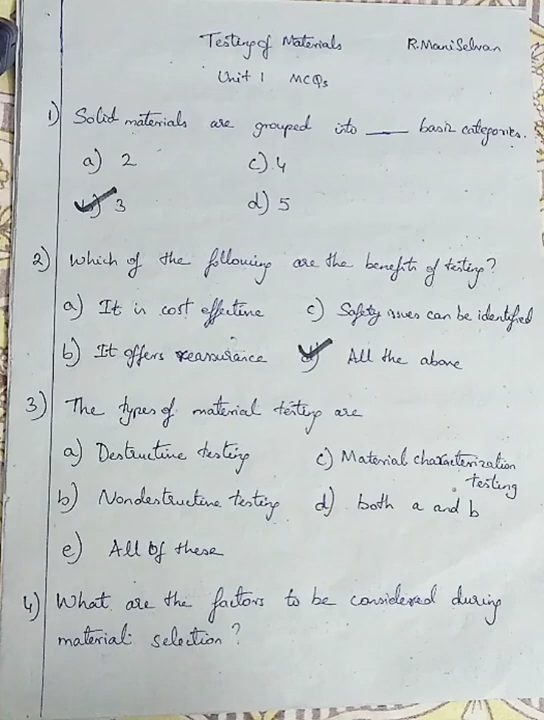 Testing of Materials R. Mani Selvan
Unit 1 MCQs
1) Solid materials are grouped into ___ basic categories.
a) 2 c) 4
b) 3 d) 5
2) Which of the following are the benefits of testing?
a) It is cost effective c) Safety issues can be identified
b) It offers reassurance d) All the above
3) The types of material testing are
a) Destructive testing c) Material characterization
testing
b) Nondestructive testing d) both a and b
e) All of these
4) What are the factors to be considered during
material selection?